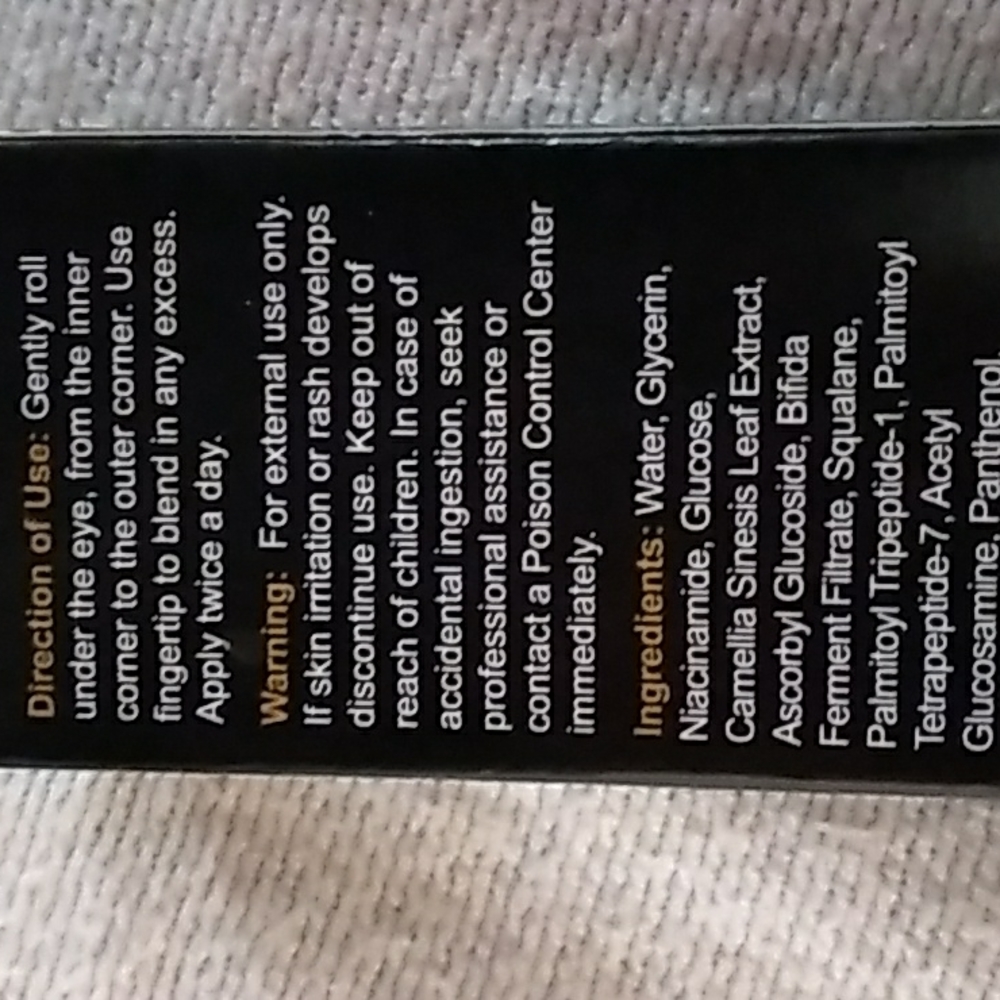 Direction of Use: Gently roll
under the eye, from the inner
corner to the outer corner. Use
fingertip to blend in any excess.
Apply twice a day.
Warning: For external use only.
If skin irritation or rash develops
discontinue use. Keep out of
reach of children. In case of
accidental ingestion, seek
professional assistance or
contact a Poison Control Center
immediately.
Ingredients: Water, Glycerin,
Niacinamide, Glucose,
Camellia Sinesis Leaf Extract,
Ascorbyl Glucoside, Bifida
Ferment Filtrate, Squalane,
Palmitoyl Tripeptide-1, Palmitoyl
Tetrapeptide-7, Acetyl
Glucosamine, Panthenol